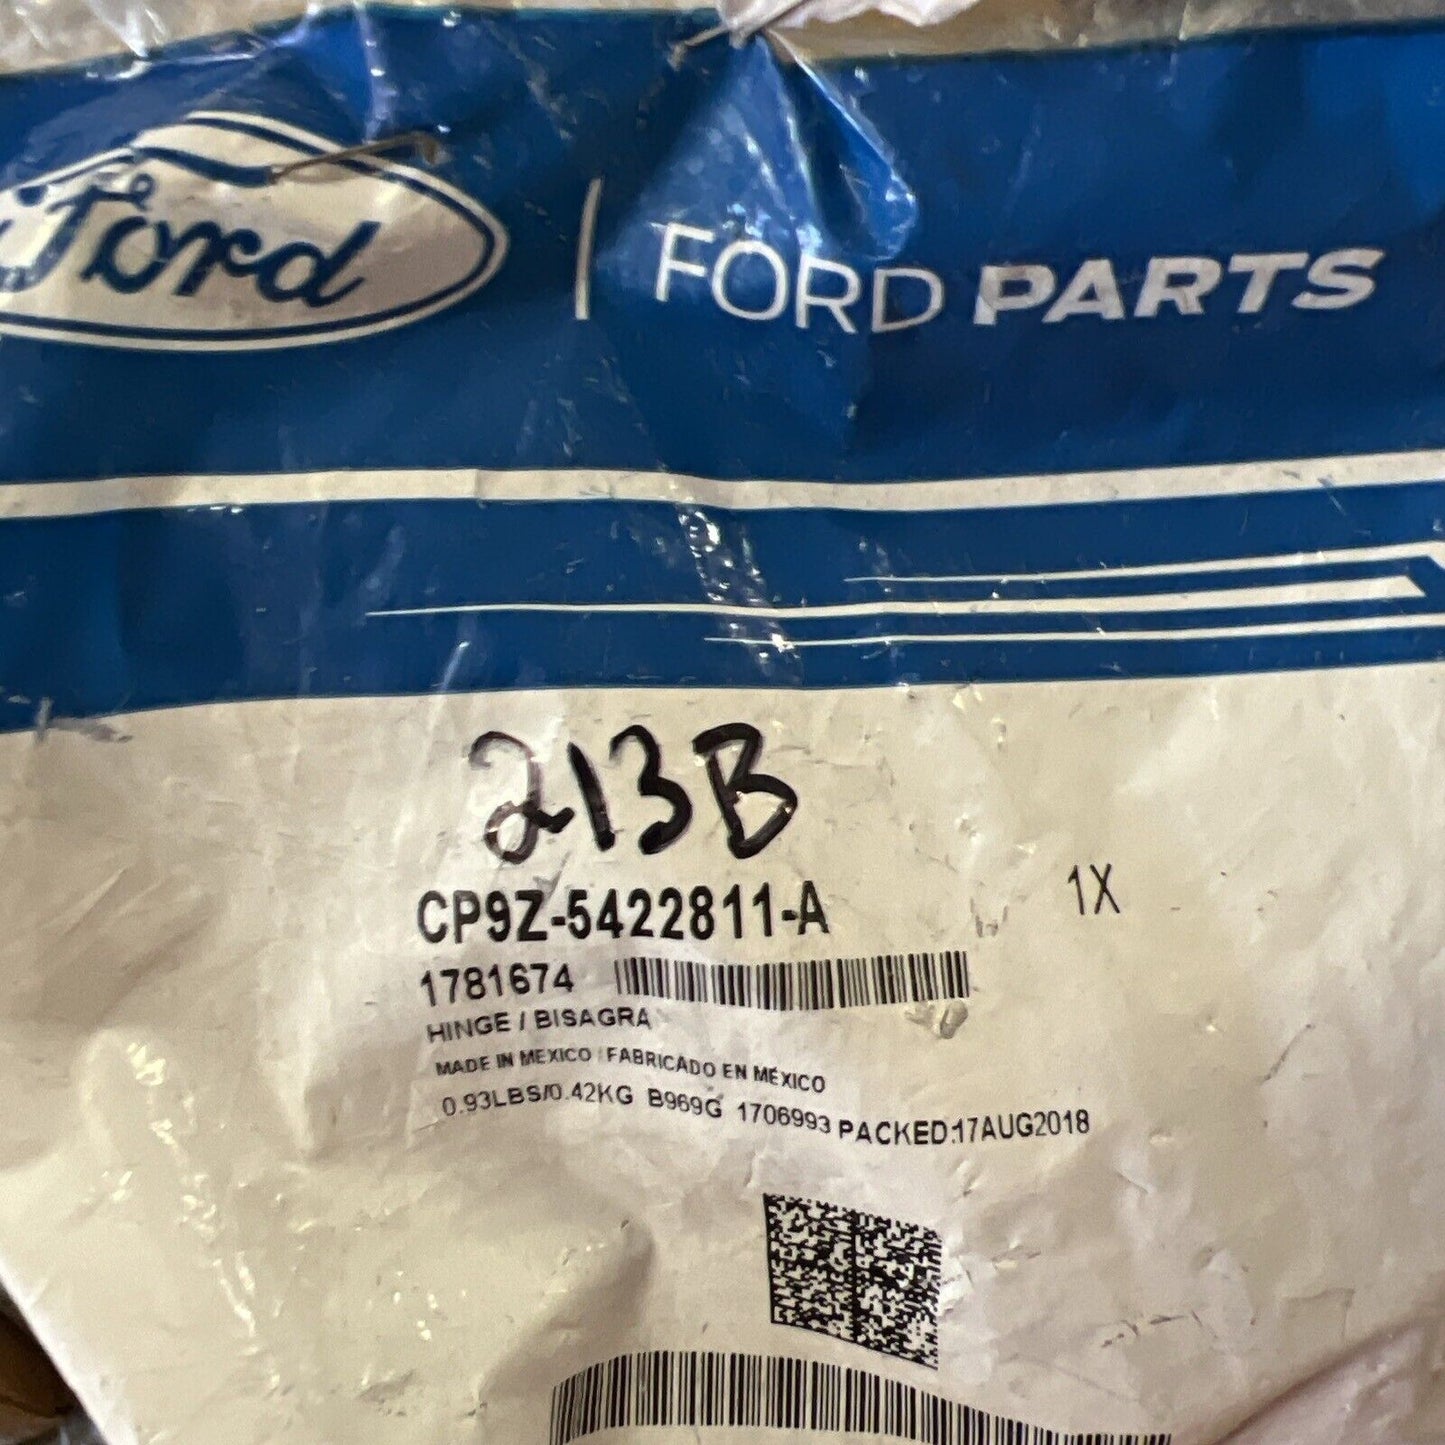 Ford | FORD PARTS
213B
CP9Z-5422811-A 1X
1781674
HINGE / BISAGRA
MADE IN MEXICO / FABRICADO EN MÉXICO
0.93LBS/0.42KG B969G 1706993 PACKED:17AUG2018